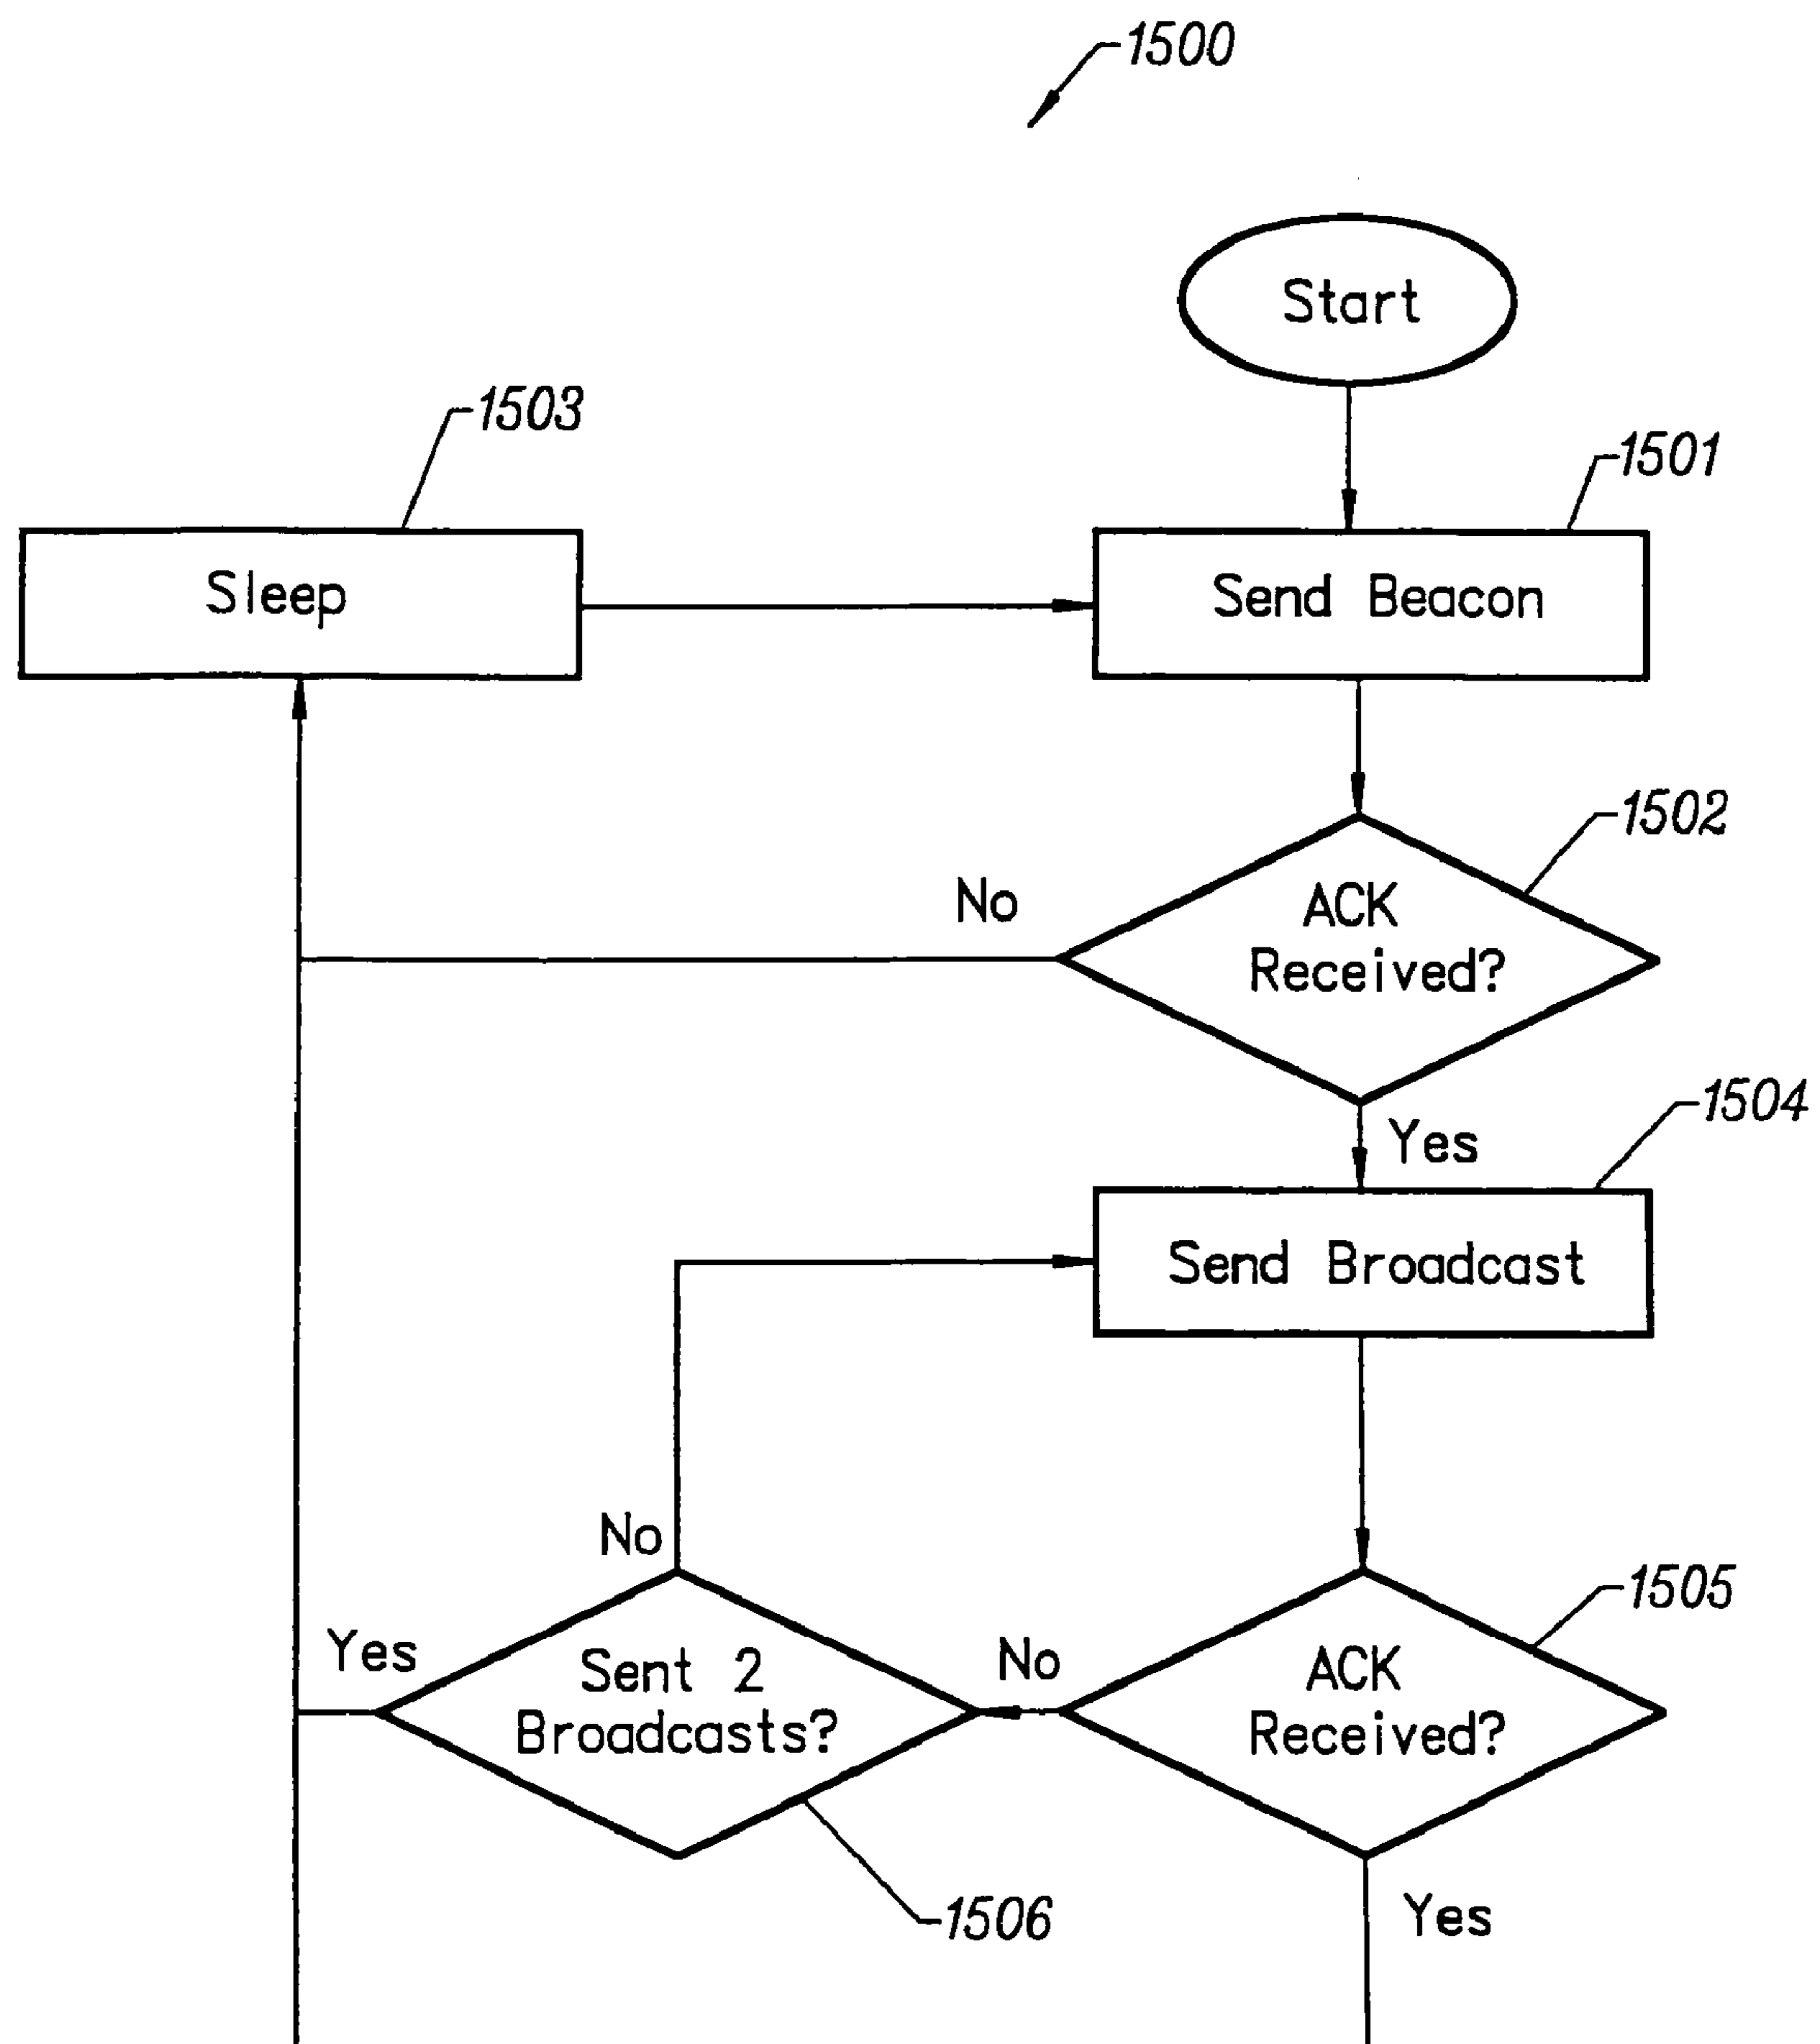 1500
Start
1503
1501
Sleep
Send Beacon
1502
No
ACK
Received?
1504
Yes
Send Broadcast
No
1505
Yes
Sent 2
Broadcasts?
No
ACK
Received?
1506
Yes